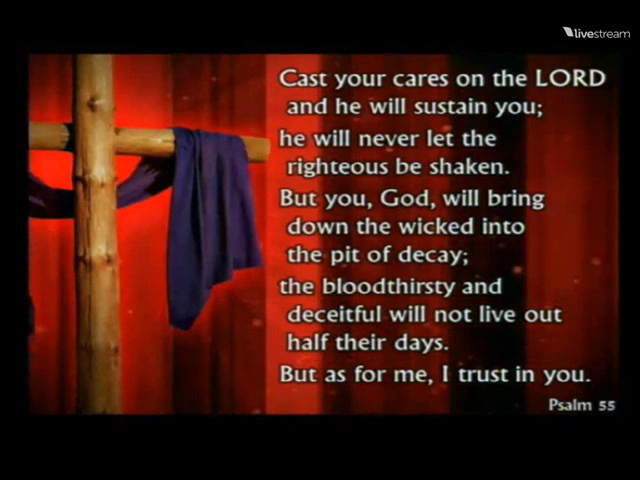 livestream
Cast your cares on the LORD
and he will sustain you;
he will never let the
righteous be shaken.
But you, God, will bring
down the wicked into
the pit of decay;
the bloodthirsty and
deceitful will not live out
half their days.
But as for me, I trust in you.
Psalm 55